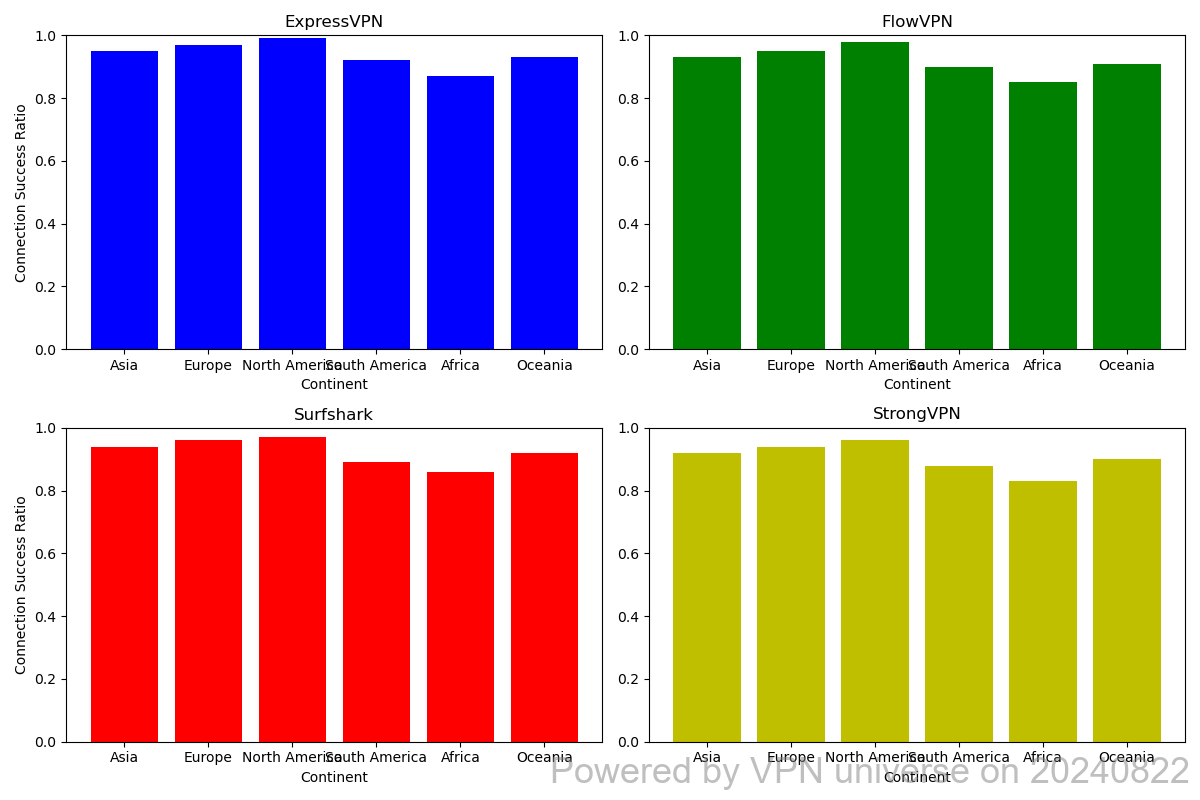 ExpressVPN
FlowVPN
1.0
0.8
0.6
0.4
0.2
0.0
Connection Success Ratio
Asia Europe North America South America Africa Oceania
Continent
1.0
0.8
0.6
0.4
0.2
0.0
Asia Europe North America South America Africa Oceania
Continent
Surfshark
StrongVPN
1.0
0.8
0.6
0.4
0.2
0.0
Connection Success Ratio
Asia Europe North America South America Africa Oceania
Continent
1.0
0.8
0.6
0.4
0.2
0.0
Asia Europe North America South America Africa Oceania
Continent
Powered by VPN universe on 20240822